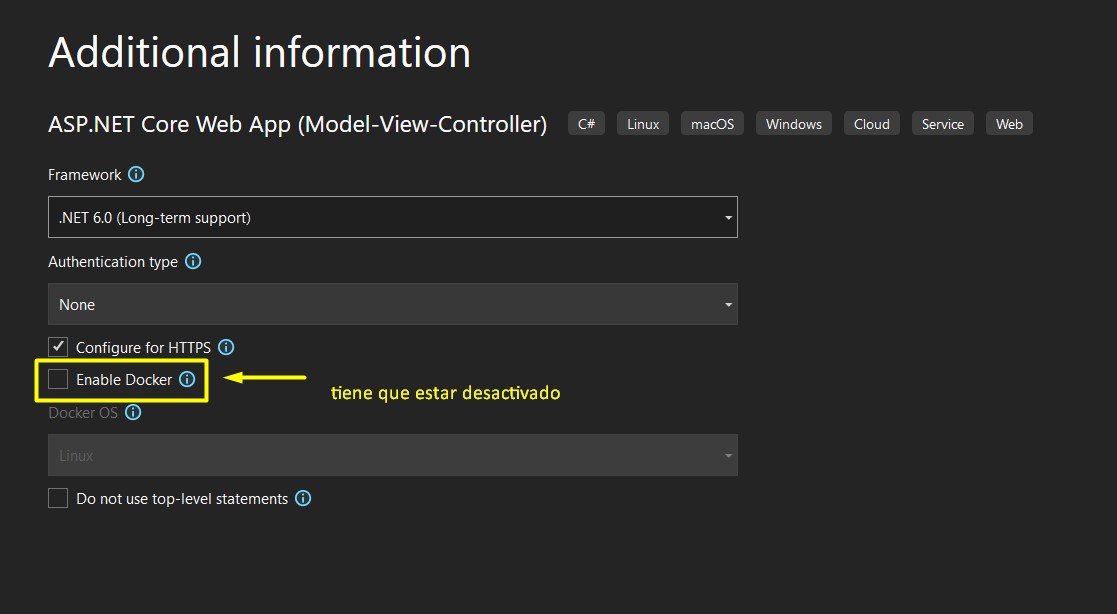 Additional information
ASP.NET Core Web App (Model-View-Controller) C# Linux macOS Windows Cloud Service Web
Framework
.NET 6.0 (Long-term support)
Authentication type
None
Configure for HTTPS
Enable Docker
tiene que estar desactivado
Docker OS
Linux
Do not use top-level statements